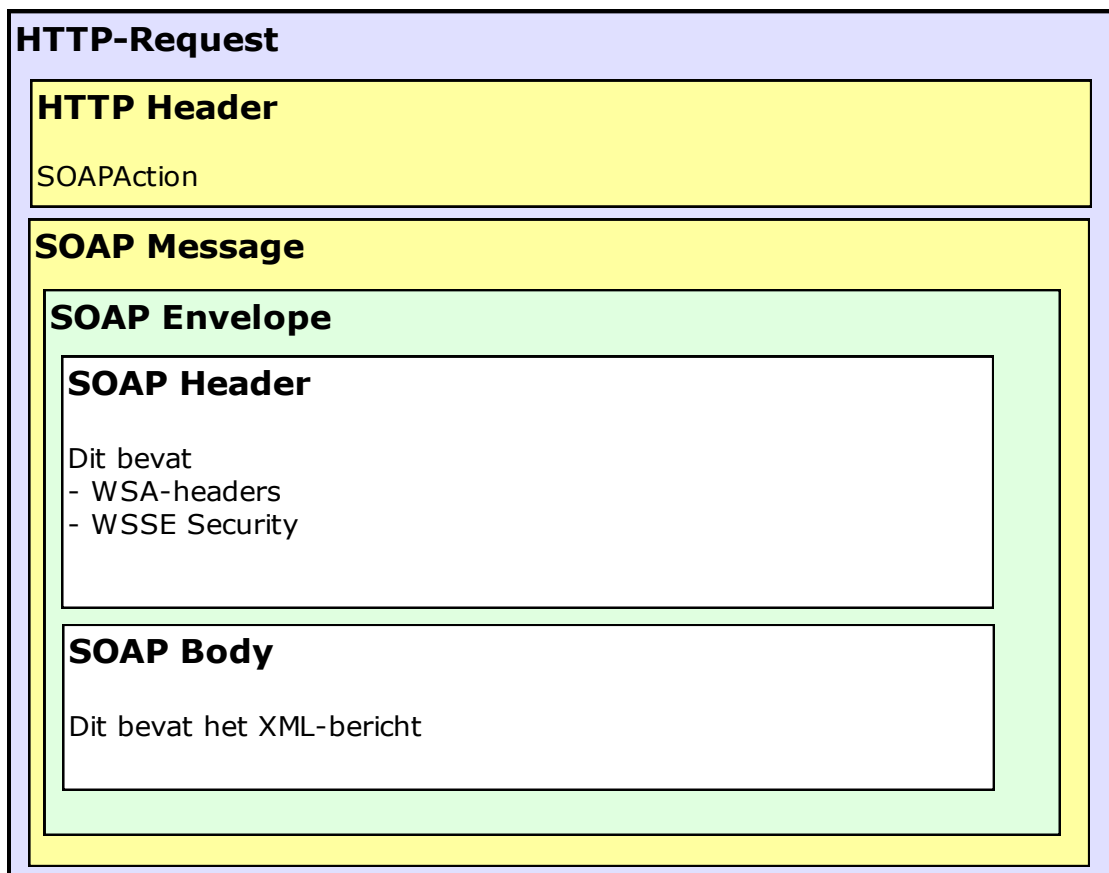 HTTP-Request
HTTP Header
SOAPAction
SOAP Message
SOAP Envelope
SOAP Header
Dit bevat
- WSA-headers
- WSSE Security
SOAP Body
Dit bevat het XML-bericht